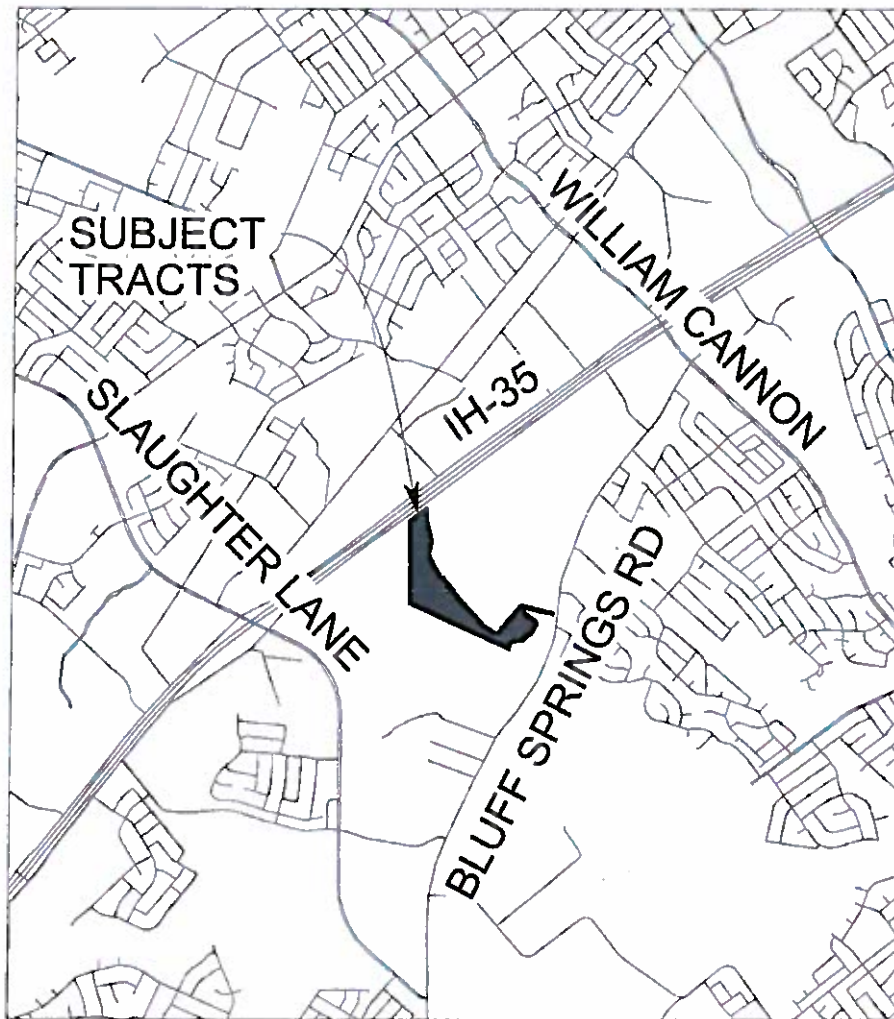 WILLIAM CANNON
SUBJECT
TRACTS
IH-35
SLAUGHTER LANE
BLUFF SPRINGS RD